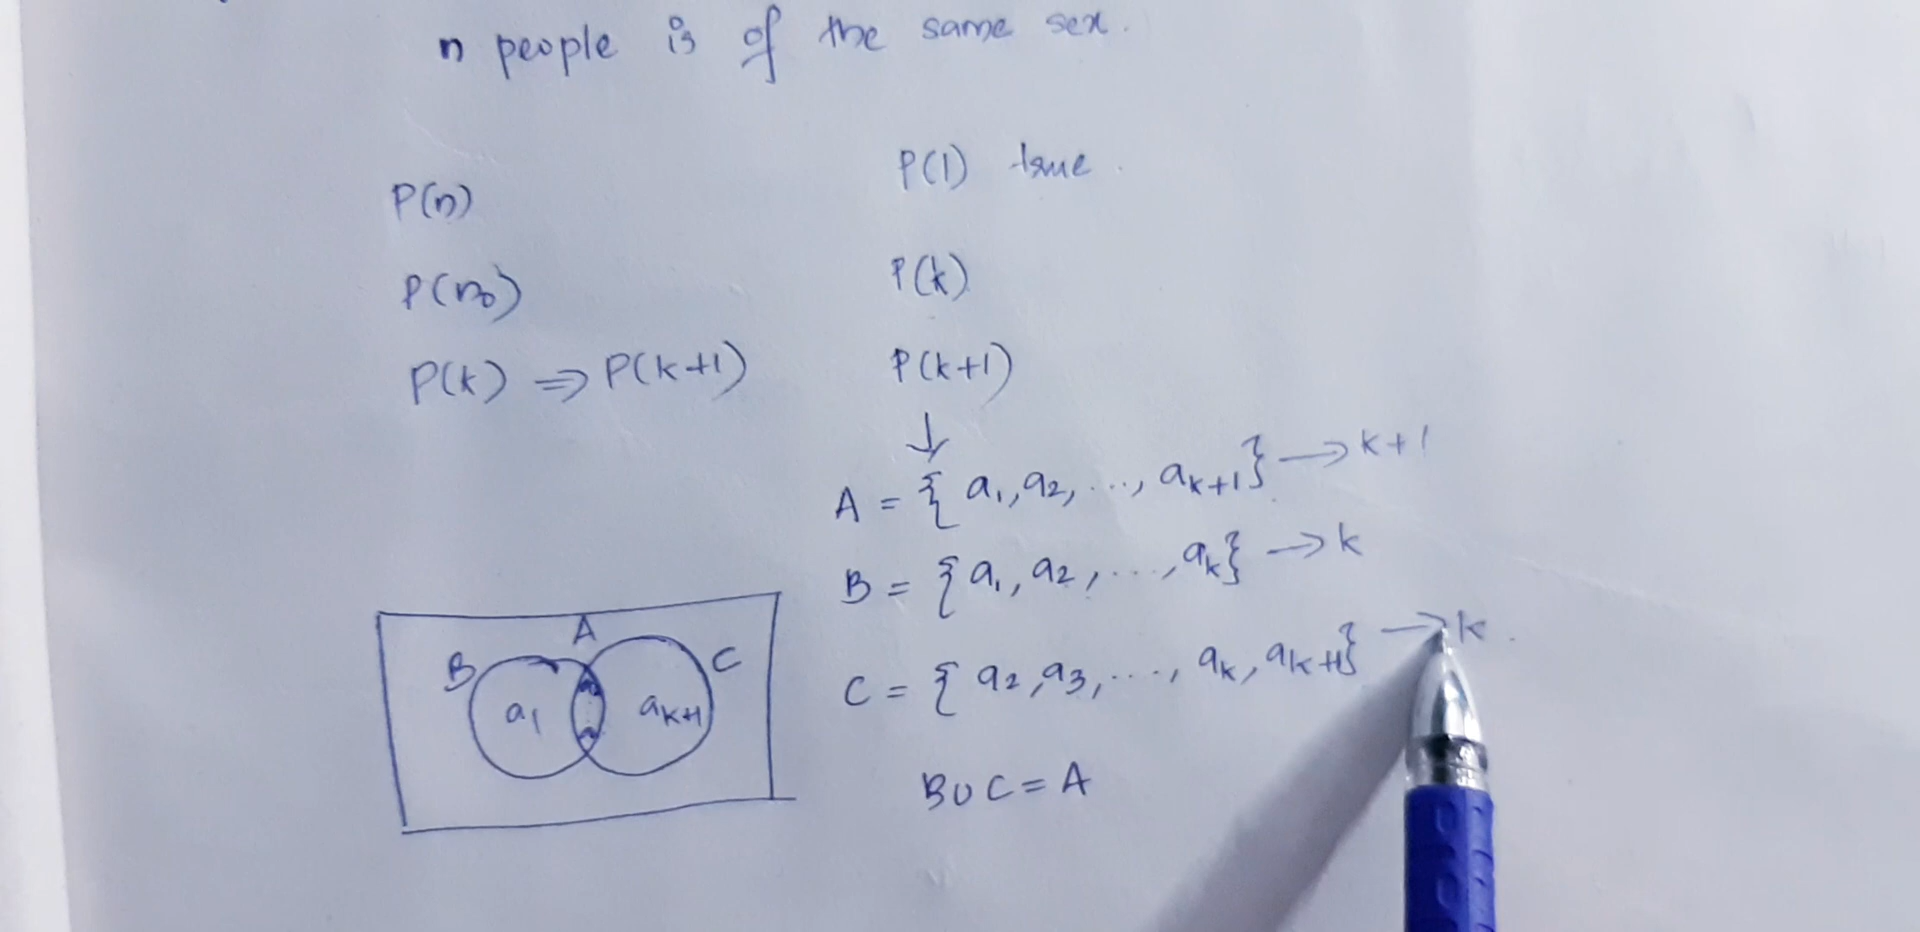 n people is of the same sex.
P(n)
P(n₀)
P(k) ⇒ P(k+1)
P(1) true.
P(k)
P(k+1)
↓
A = { a₁, a₂, ..., aₖ₊₁} → k+1
B = { a₁, a₂, ..., aₖ} → k
C = { a₂, a₃, ..., aₖ, aₖ₊₁} → k.
B ∪ C = A
A
B
C
a₁
aₖ₊₁